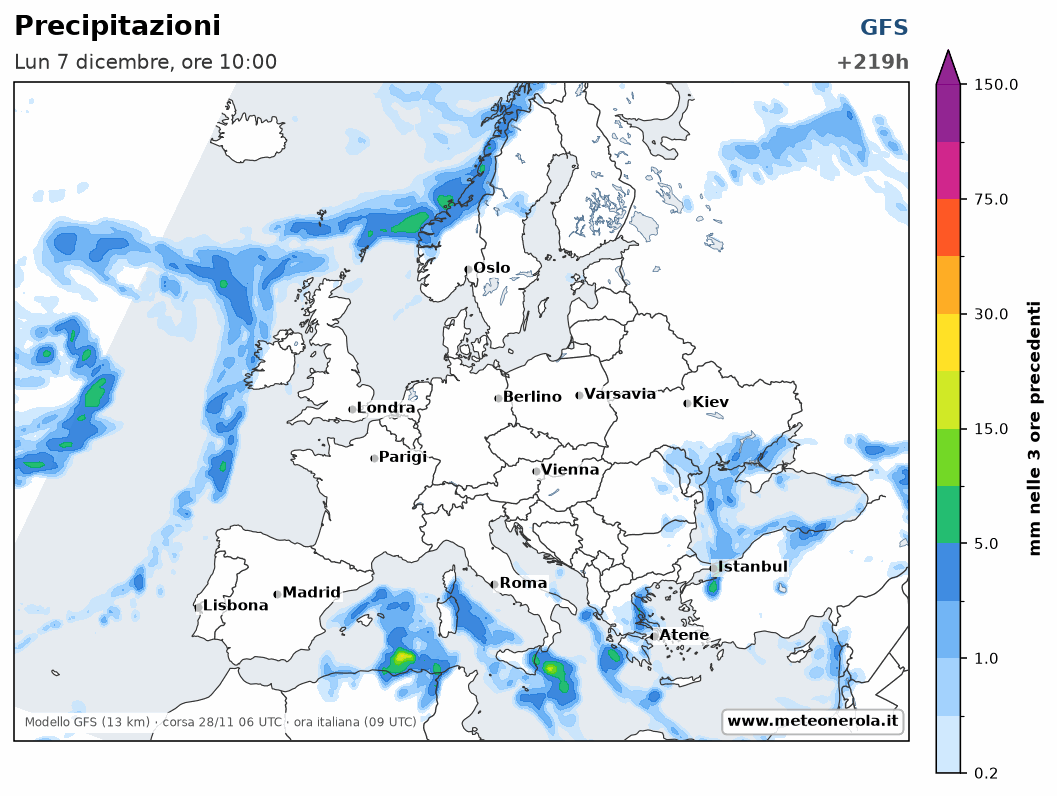 Precipitazioni
GFS
Lun 7 dicembre, ore 10:00
+219h
150.0
75.0
30.0
15.0
5.0
1.0
0.2
mm nelle 3 ore precedenti
Oslo
Berlino
Varsavia
Kiev
Londra
Parigi
Vienna
Istanbul
Roma
Madrid
Lisbona
Atene
Modello GFS (13 km) · corsa 28/11 06 UTC · ora italiana (09 UTC)
www.meteonerola.it